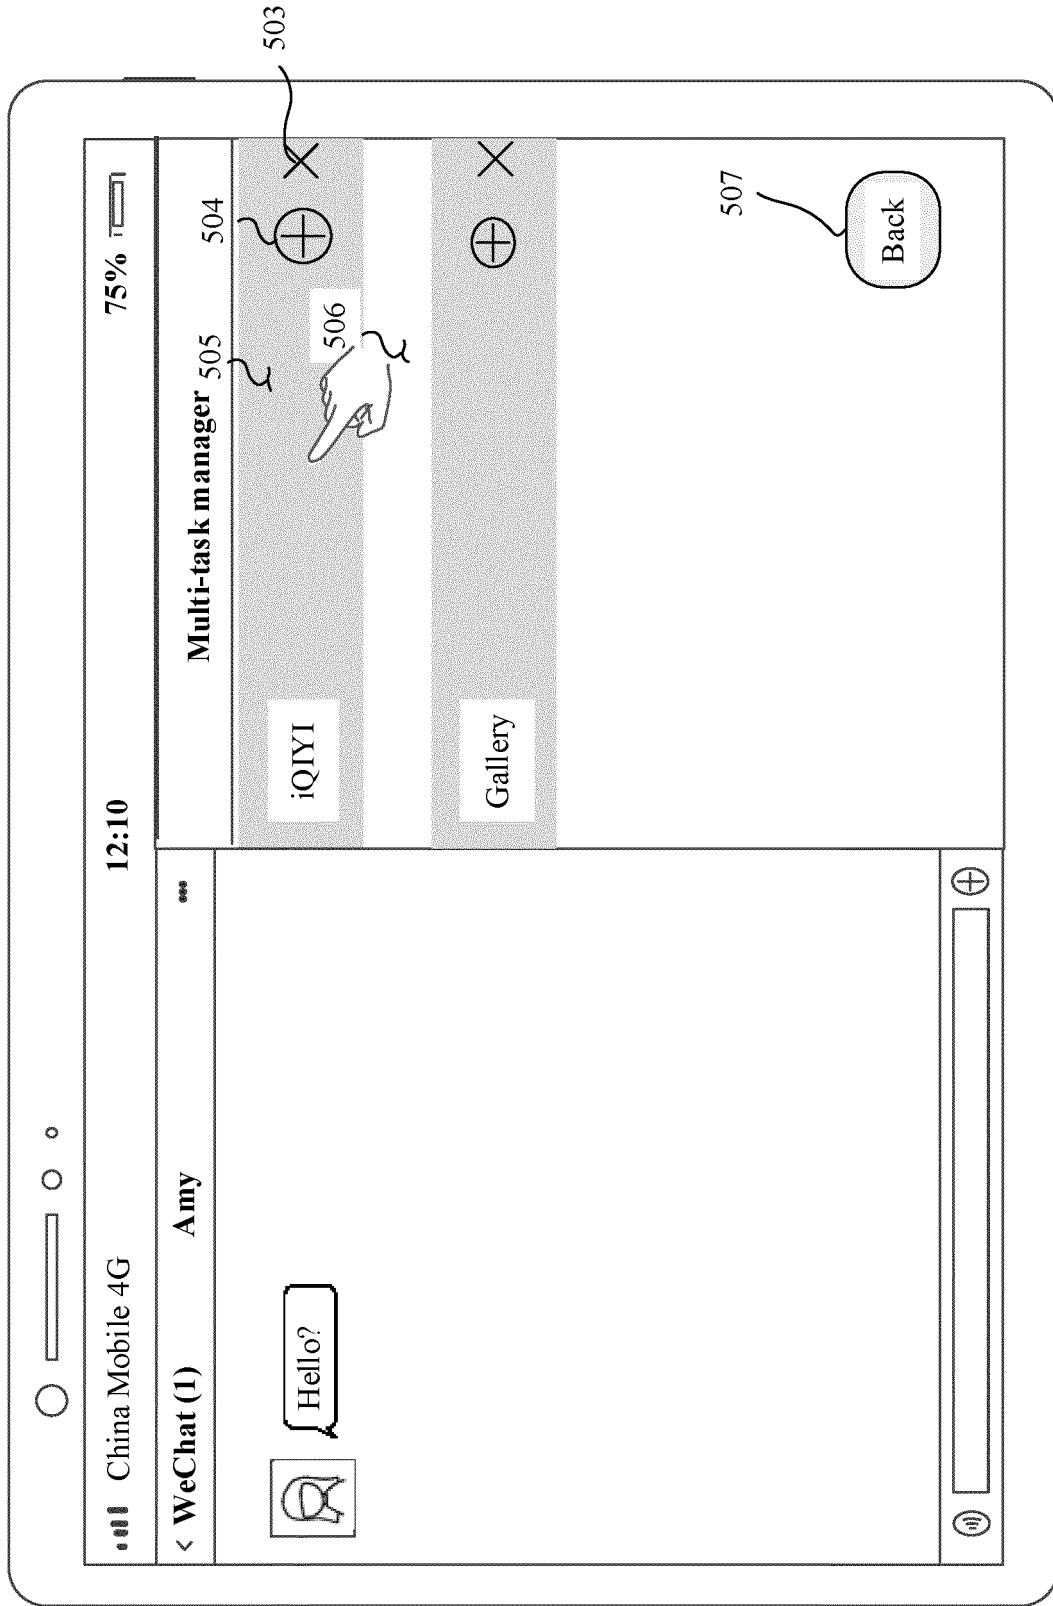 China Mobile 4G
12:10
75%
< WeChat (1)
Amy
Hello?
Multi-task manager
iQIYI
Gallery
Back
503
504
505
506
507